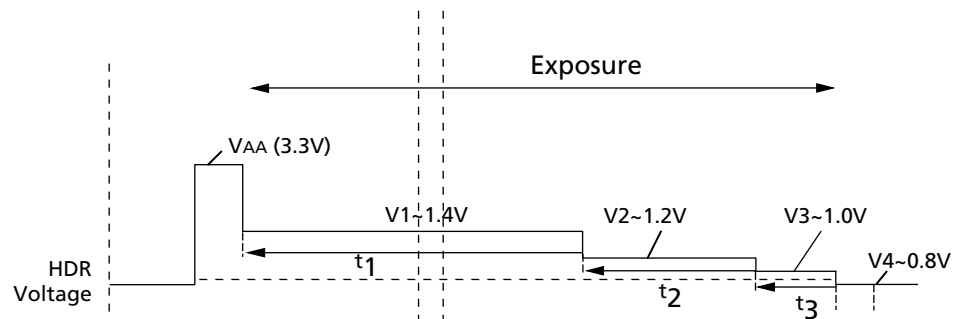 Exposure
VAA (3.3V)
V1~1.4V
V2~1.2V
V3~1.0V
t1
HDR
Voltage
V4~0.8V
t2
t3